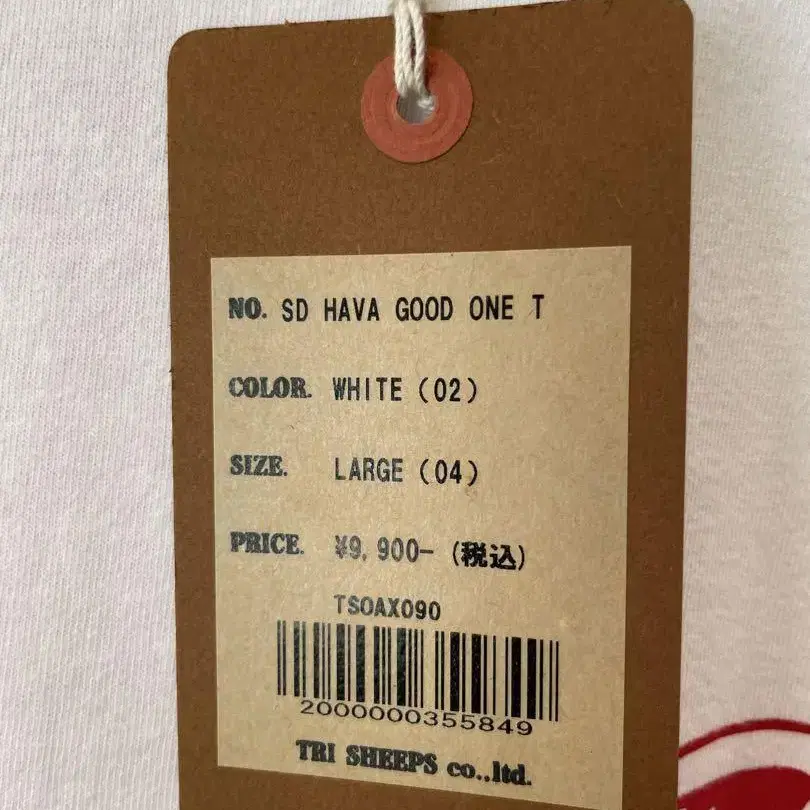 NO. SD HAVA GOOD ONE T
COLOR. WHITE (02)
SIZE. LARGE (04)
PRICE. ¥9,900- (税込)
TSOAX090
2000000355849
TRI SHEEPS co.,ltd.